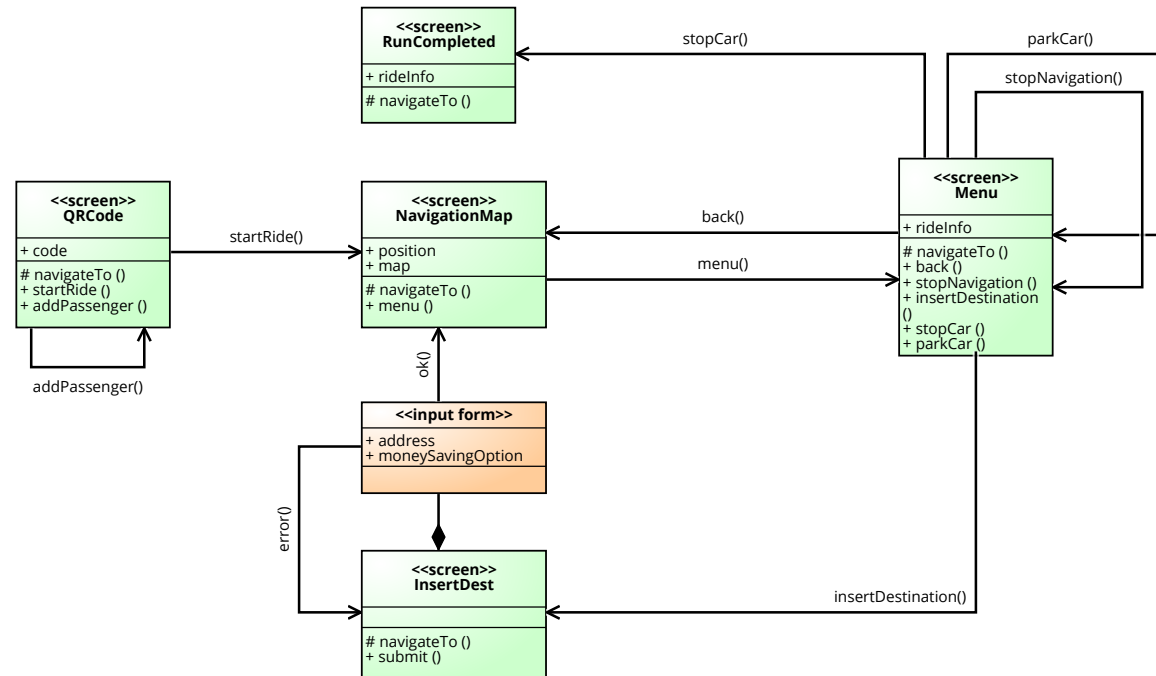 <<screen>>
RunCompleted
+ rideInfo
# navigateTo ()
stopCar()
parkCar()
stopNavigation()
<<screen>>
QRCode
+ code
# navigateTo ()
+ startRide ()
+ addPassenger ()
addPassenger()
startRide()
<<screen>>
NavigationMap
+ position
+ map
# navigateTo ()
+ menu ()
back()
menu()
<<screen>>
Menu
+ rideInfo
# navigateTo ()
+ back ()
+ stopNavigation ()
+ insertDestination
()
+ stopCar ()
+ parkCar ()
ok()
<<input form>>
+ address
+ moneySavingOption
error()
<<screen>>
InsertDest
# navigateTo ()
+ submit ()
insertDestination()